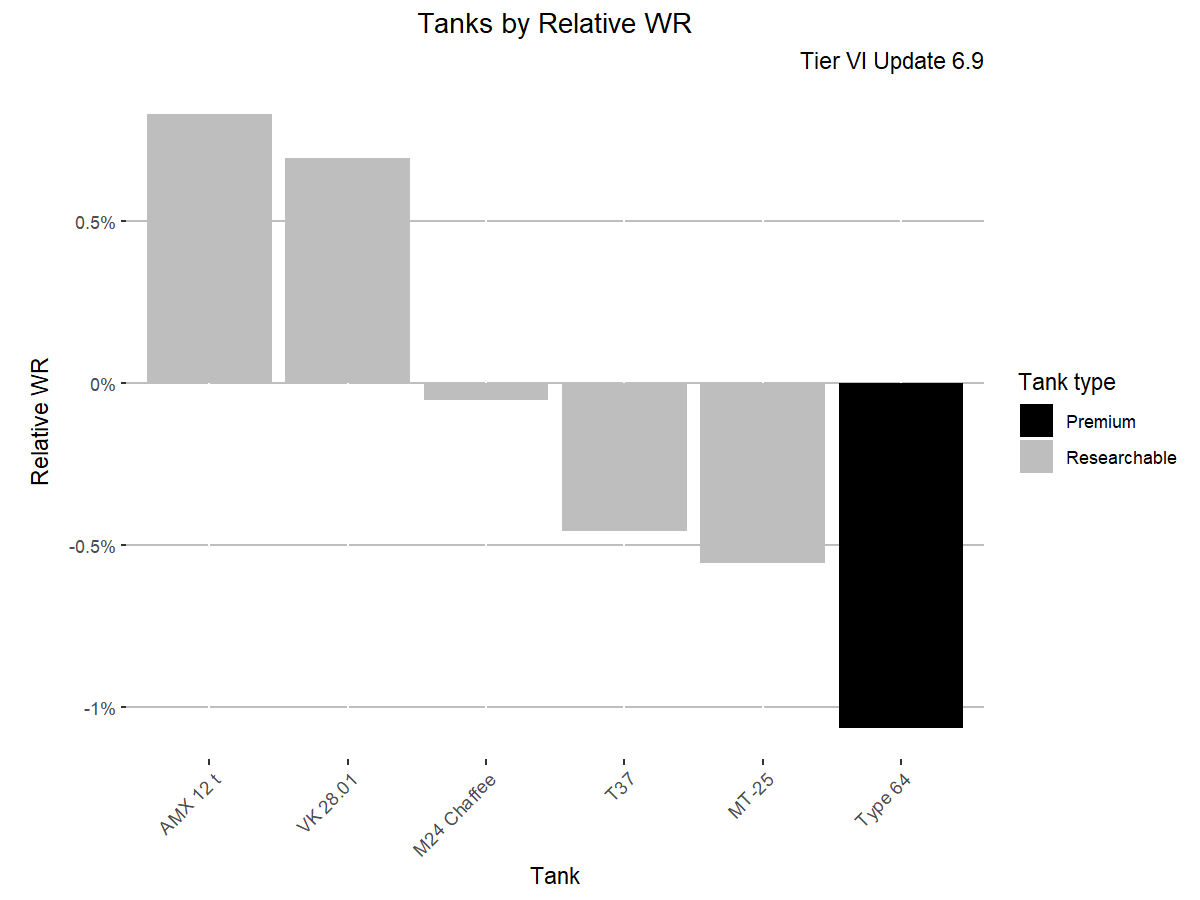 Tanks by Relative WR
Tier VI Update 6.9
Relative WR
0.5%
0%
-0.5%
-1%
AMX 12 t
VK 28.01
M24 Chaffee
T37
MT-25
Type 64
Tank
Tank type
Premium
Researchable